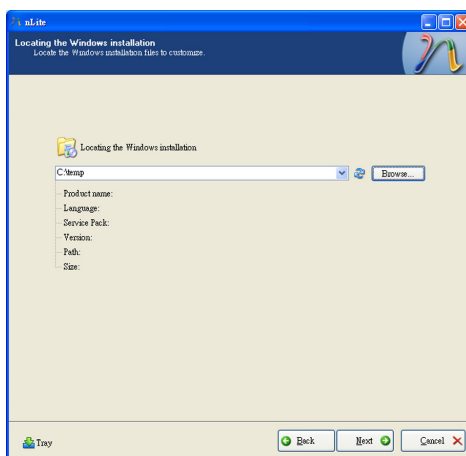 nLite
Locating the Windows installation
Locate the Windows installation files to customize.
Locating the Windows installation
C:\temp
Browse...
Product name:
Language:
Service Pack:
Version:
Path:
Size:
Tray
Back
Next
Cancel